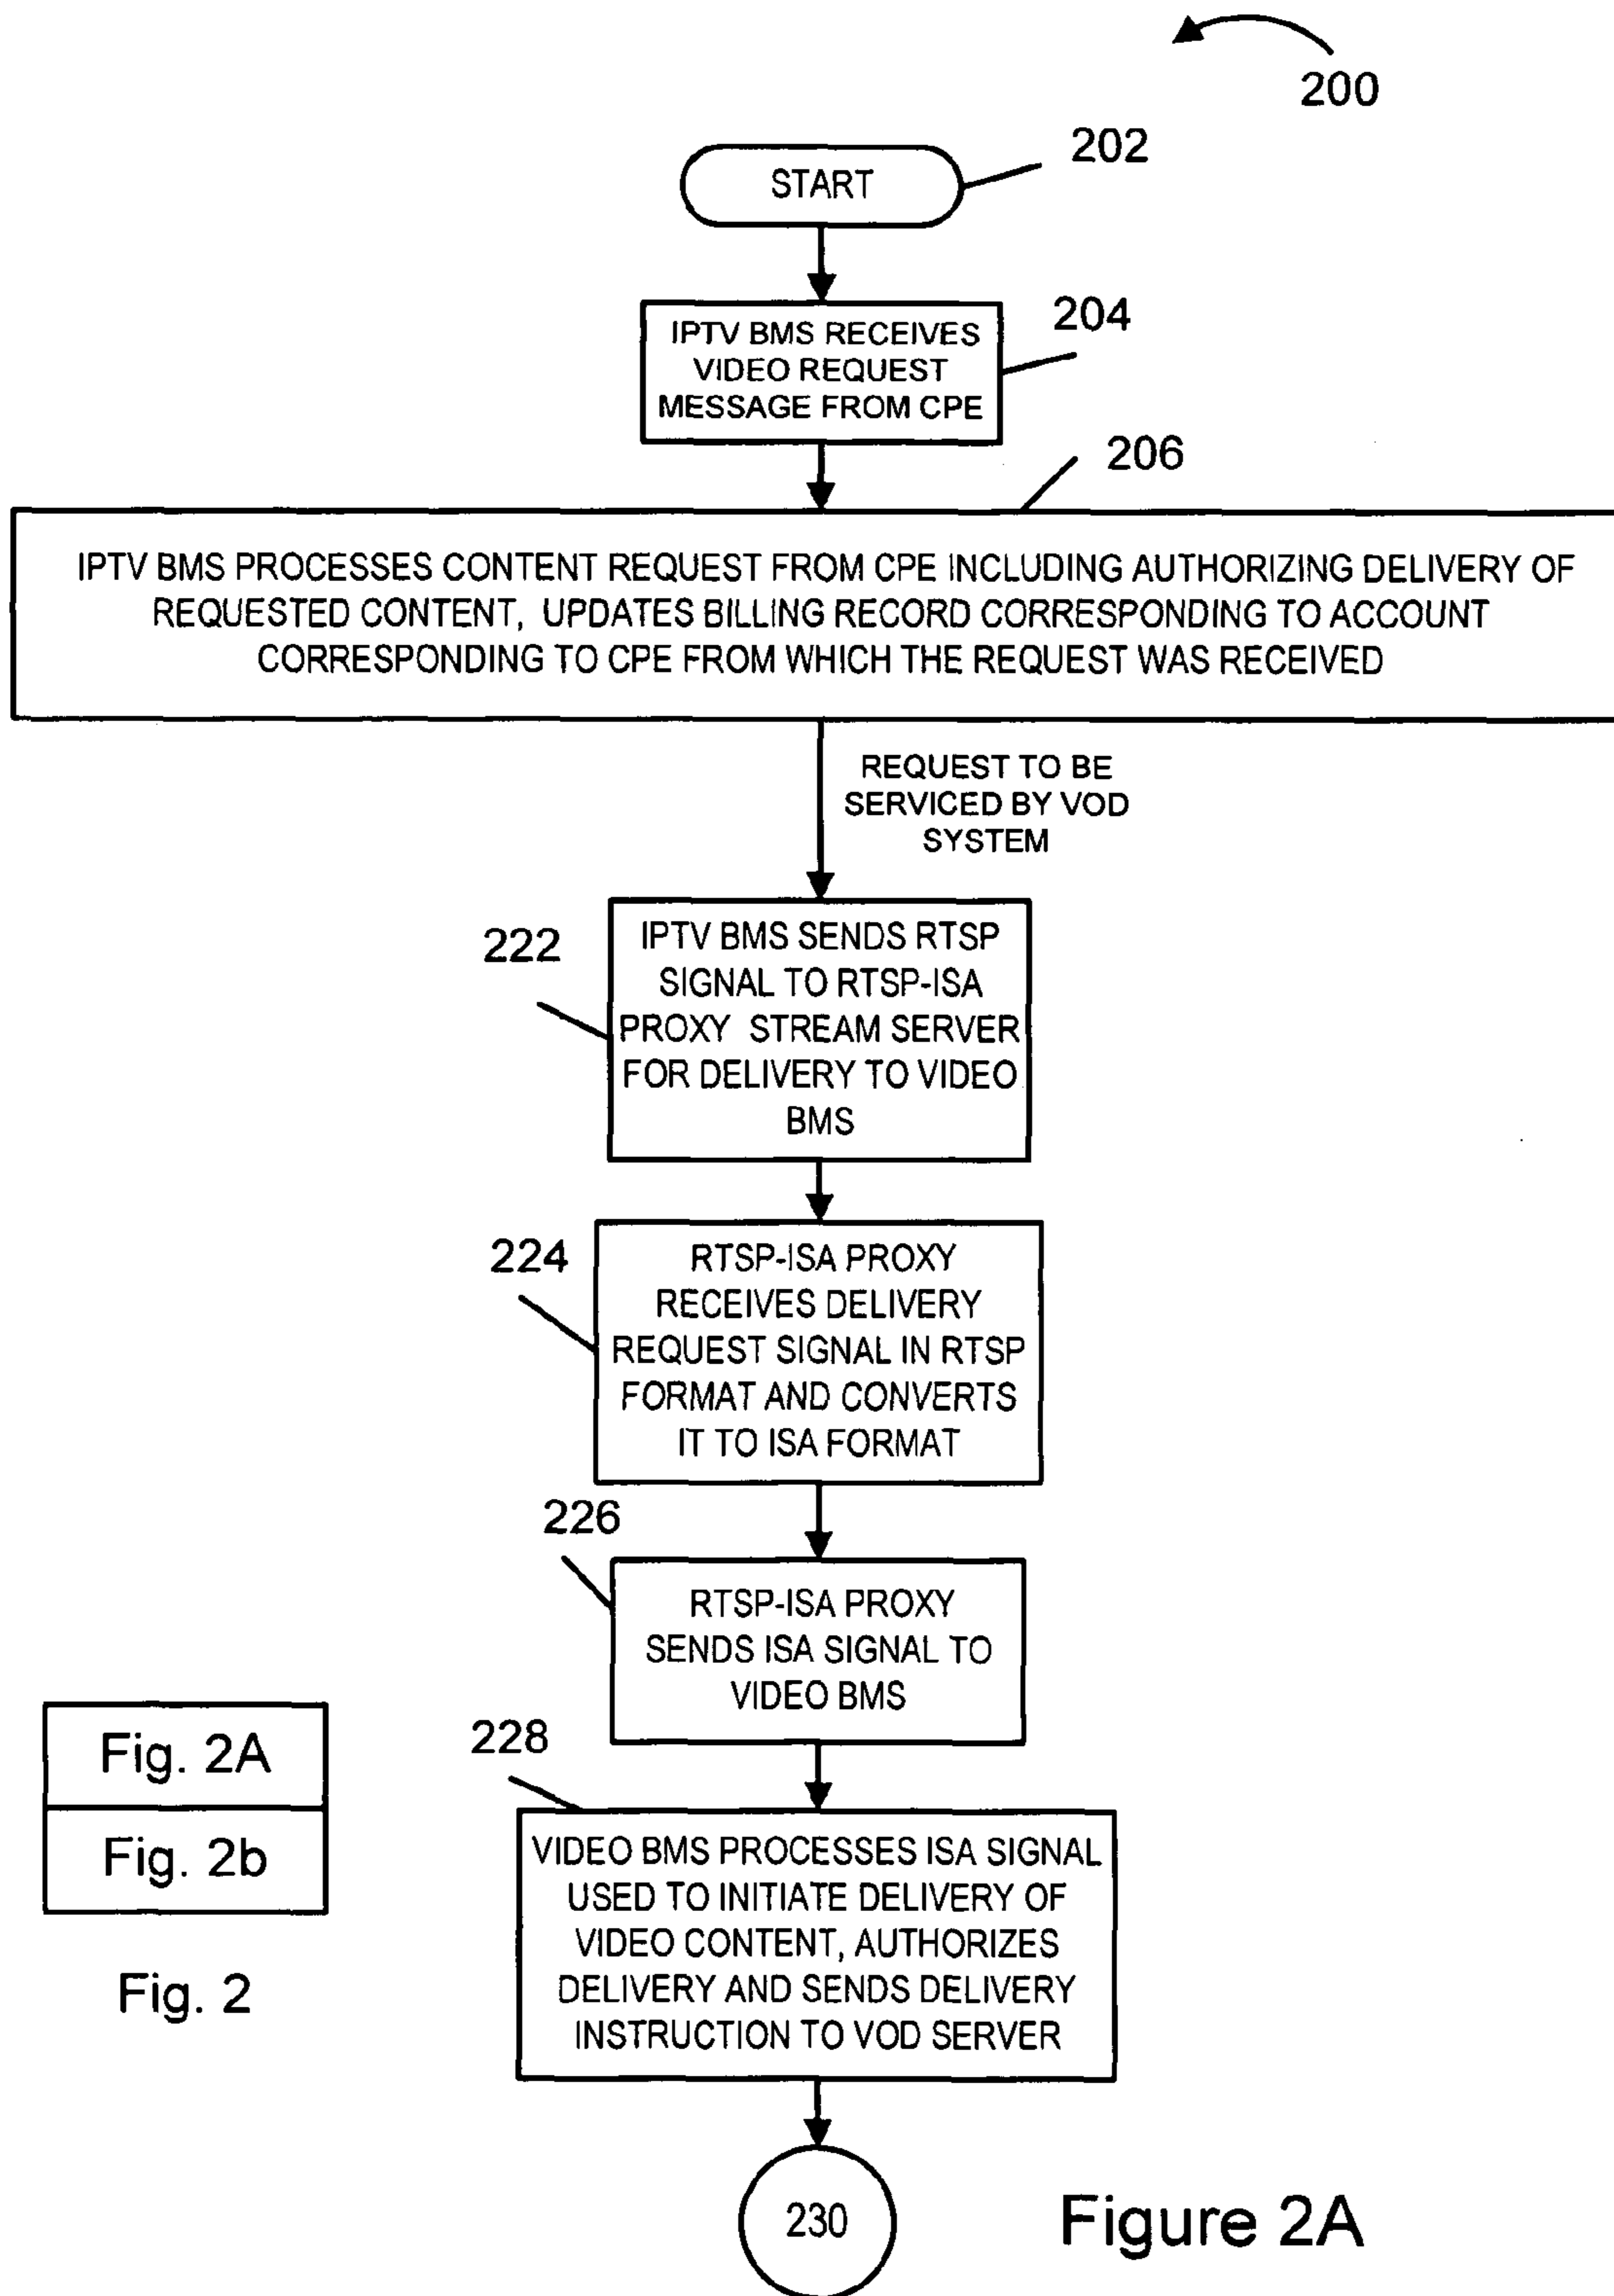 200
202
START
204
IPTV BMS RECEIVES
VIDEO REQUEST
MESSAGE FROM CPE
206
IPTV BMS PROCESSES CONTENT REQUEST FROM CPE INCLUDING AUTHORIZING DELIVERY OF
REQUESTED CONTENT, UPDATES BILLING RECORD CORRESPONDING TO ACCOUNT
CORRESPONDING TO CPE FROM WHICH THE REQUEST WAS RECEIVED
REQUEST TO BE
SERVICED BY VOD
SYSTEM
222
IPTV BMS SENDS RTSP
SIGNAL TO RTSP-ISA
PROXY STREAM SERVER
FOR DELIVERY TO VIDEO
BMS
224
RTSP-ISA PROXY
RECEIVES DELIVERY
REQUEST SIGNAL IN RTSP
FORMAT AND CONVERTS
IT TO ISA FORMAT
226
RTSP-ISA PROXY
SENDS ISA SIGNAL TO
VIDEO BMS
228
VIDEO BMS PROCESSES ISA SIGNAL
USED TO INITIATE DELIVERY OF
VIDEO CONTENT, AUTHORIZES
DELIVERY AND SENDS DELIVERY
INSTRUCTION TO VOD SERVER
Fig. 2A
Fig. 2b
Fig. 2
230
Figure 2A